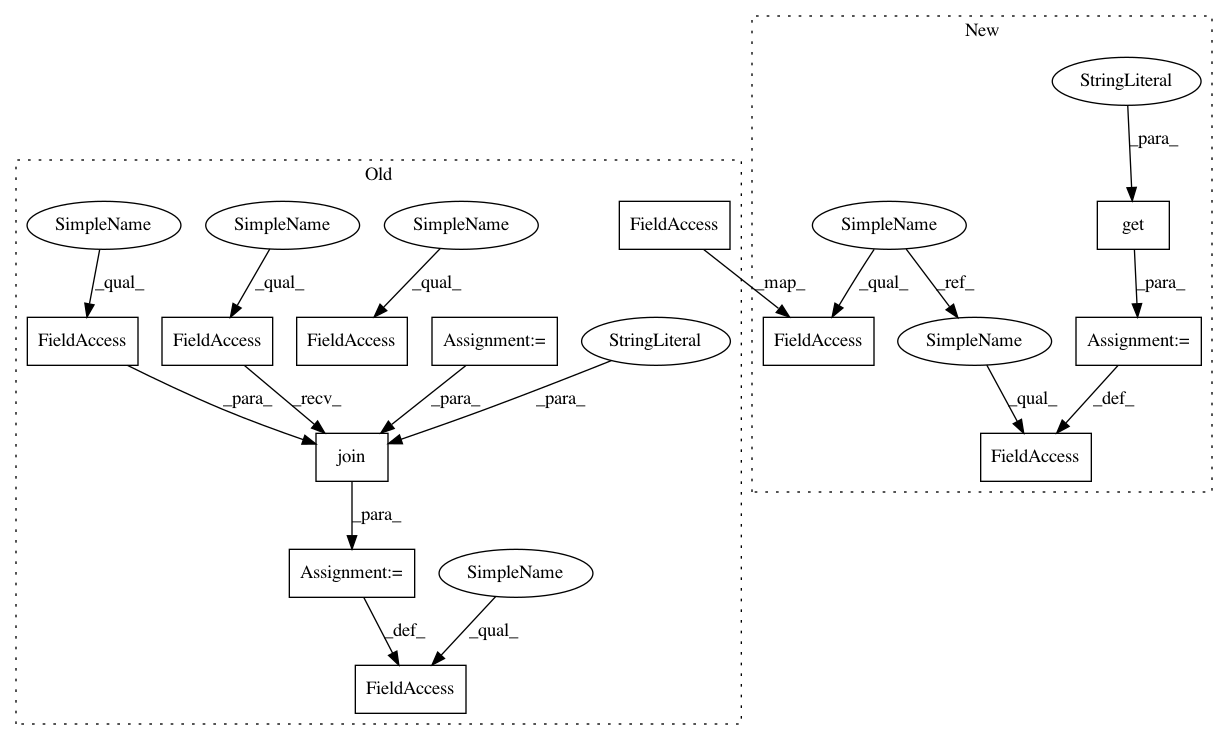 New
StringLiteral
_para_
Old
SimpleName
SimpleName
SimpleName
FieldAccess
SimpleName
get
_qual_
_qual_
_qual_
_map_
_qual_
_ref_
_para_
FieldAccess
FieldAccess
FieldAccess
Assignment:=
StringLiteral
FieldAccess
SimpleName
Assignment:=
_para_
_recv_
_para_
_para_
_qual_
_def_
join
FieldAccess
_para_
Assignment:=
SimpleName
_def_
_qual_
FieldAccess